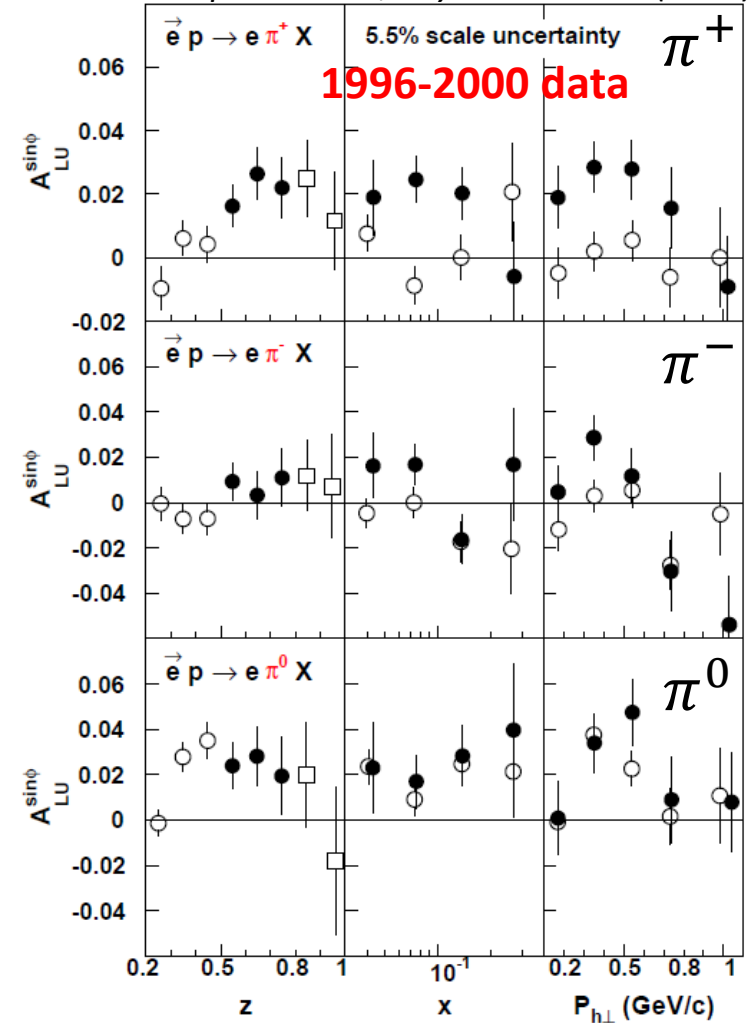 e p → e π⁺ X 5.5% scale uncertainty π⁺
1996-2000 data
A_LU^sinφ
0.06
0.04
0.02
0
-0.02
e p → e π⁻ X π⁻
A_LU^sinφ
0.06
0.04
0.02
0
-0.02
-0.04
e p → e π⁰ X π⁰
A_LU^sinφ
0.06
0.04
0.02
0
-0.02
-0.04
0.2 0.5 0.8 1 10⁻¹ 0.2 0.5 0.8 1
z x P_h⊥ (GeV/c)